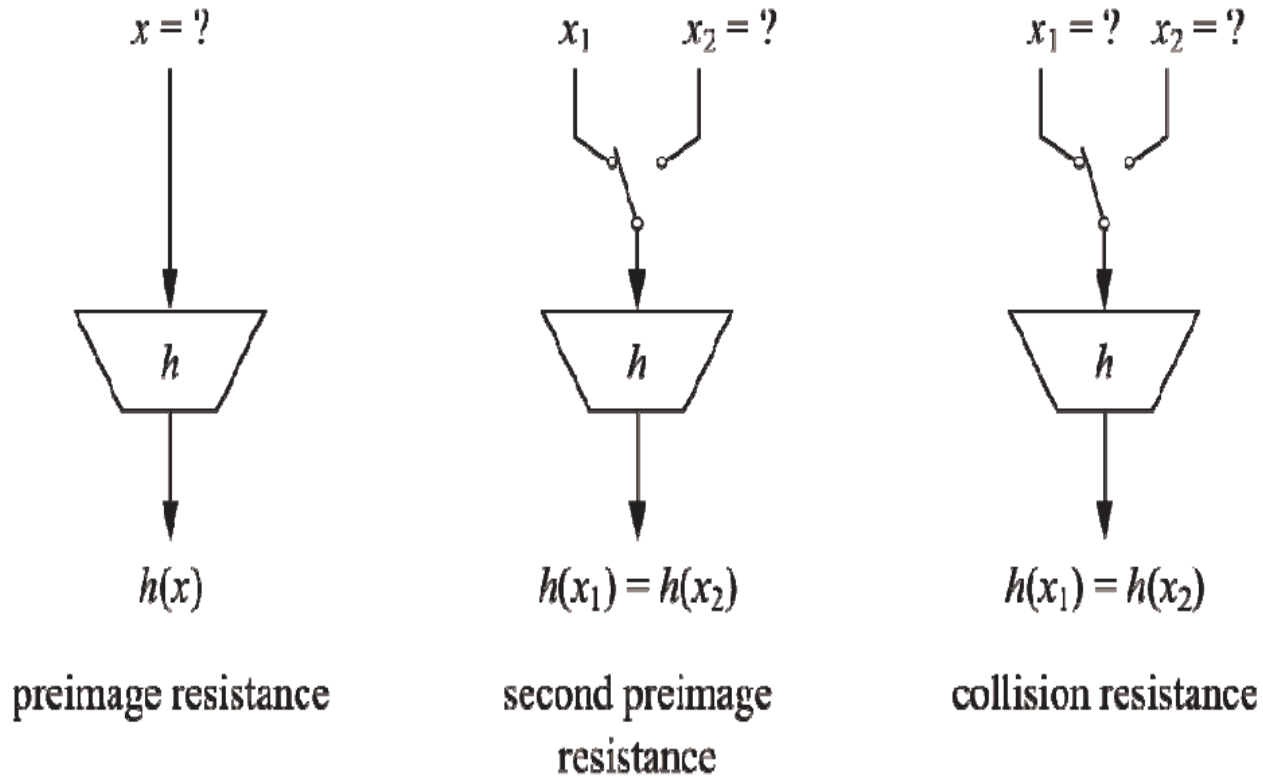 x = ?
h
h(x)
preimage resistance
x₁ x₂ = ?
h
h(x₁) = h(x₂)
second preimage
resistance
x₁ = ? x₂ = ?
h
h(x₁) = h(x₂)
collision resistance